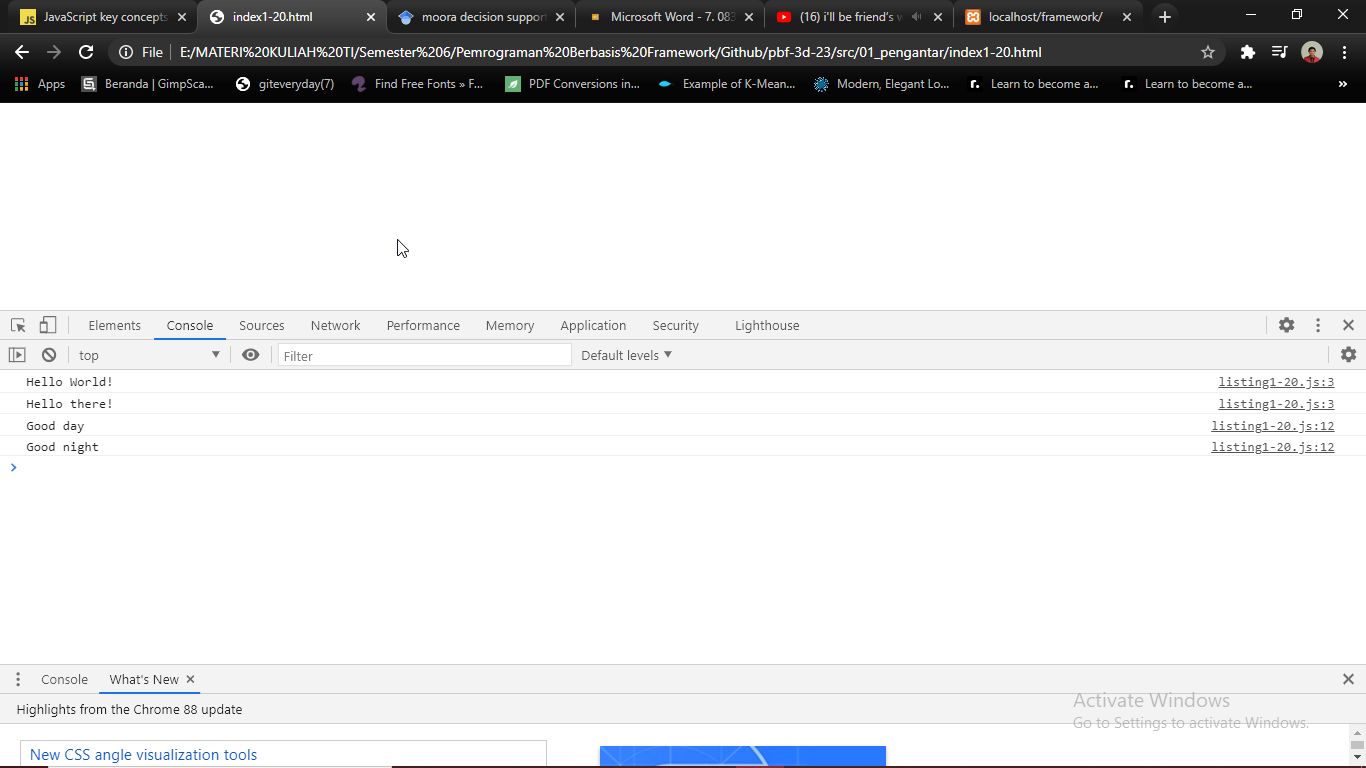 JavaScript key concepts
index1-20.html
moora decision support
Microsoft Word - 7. 083
(16) i'll be friend's w
localhost/framework/
File
E:/MATERI%20KULIAH%20TI/Semester%206/Pemrograman%20Berbasis%20Framework/Github/pbf-3d-23/src/01_pengantar/index1-20.html
Apps
Beranda | GimpSca...
giteveryday(7)
Find Free Fonts » F...
PDF Conversions in...
Example of K-Mean...
Modern, Elegant Lo...
Learn to become a...
Learn to become a...
Elements
Console
Sources
Network
Performance
Memory
Application
Security
Lighthouse
top
Filter
Default levels
Hello World! listing1-20.js:3
Hello there! listing1-20.js:3
Good day listing1-20.js:12
Good night listing1-20.js:12
Console
What's New
Highlights from the Chrome 88 update
Activate Windows
Go to Settings to activate Windows.
New CSS angle visualization tools